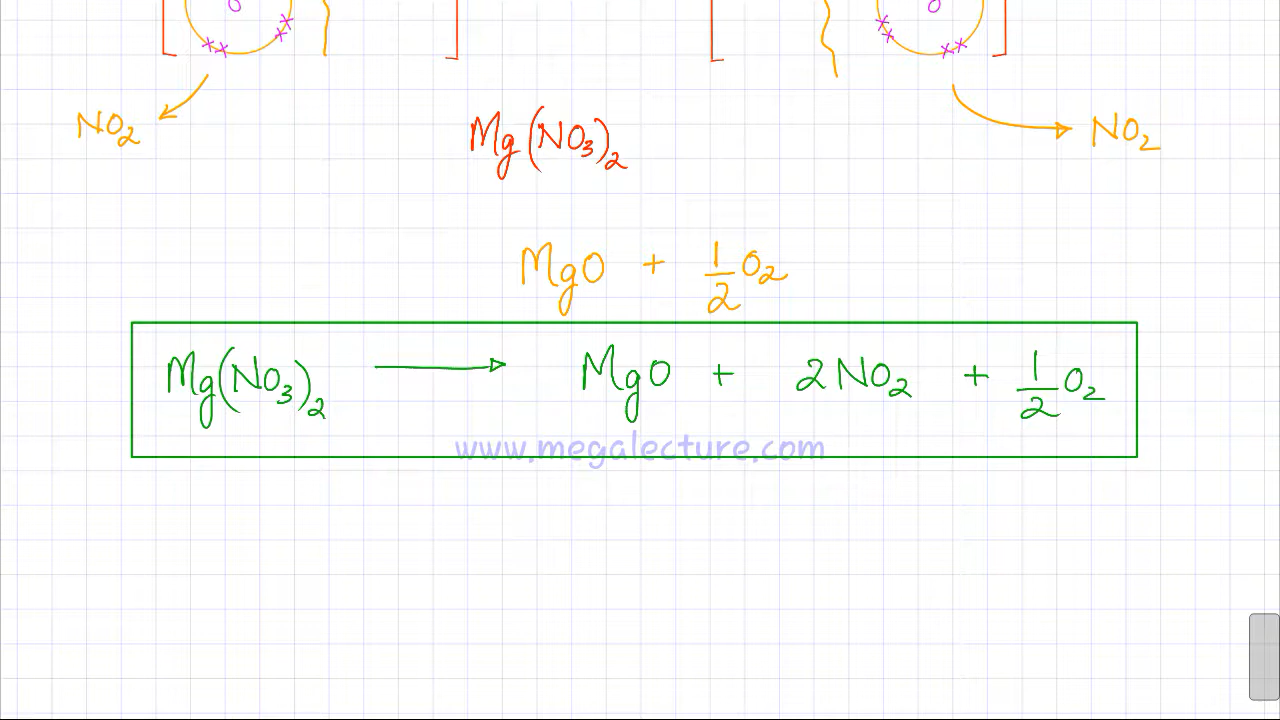 O O
NO₂ Mg(NO₃)₂ NO₂
MgO + 1/2 O₂
Mg(NO₃)₂ → MgO + 2NO₂ + 1/2 O₂
www.megalecture.com